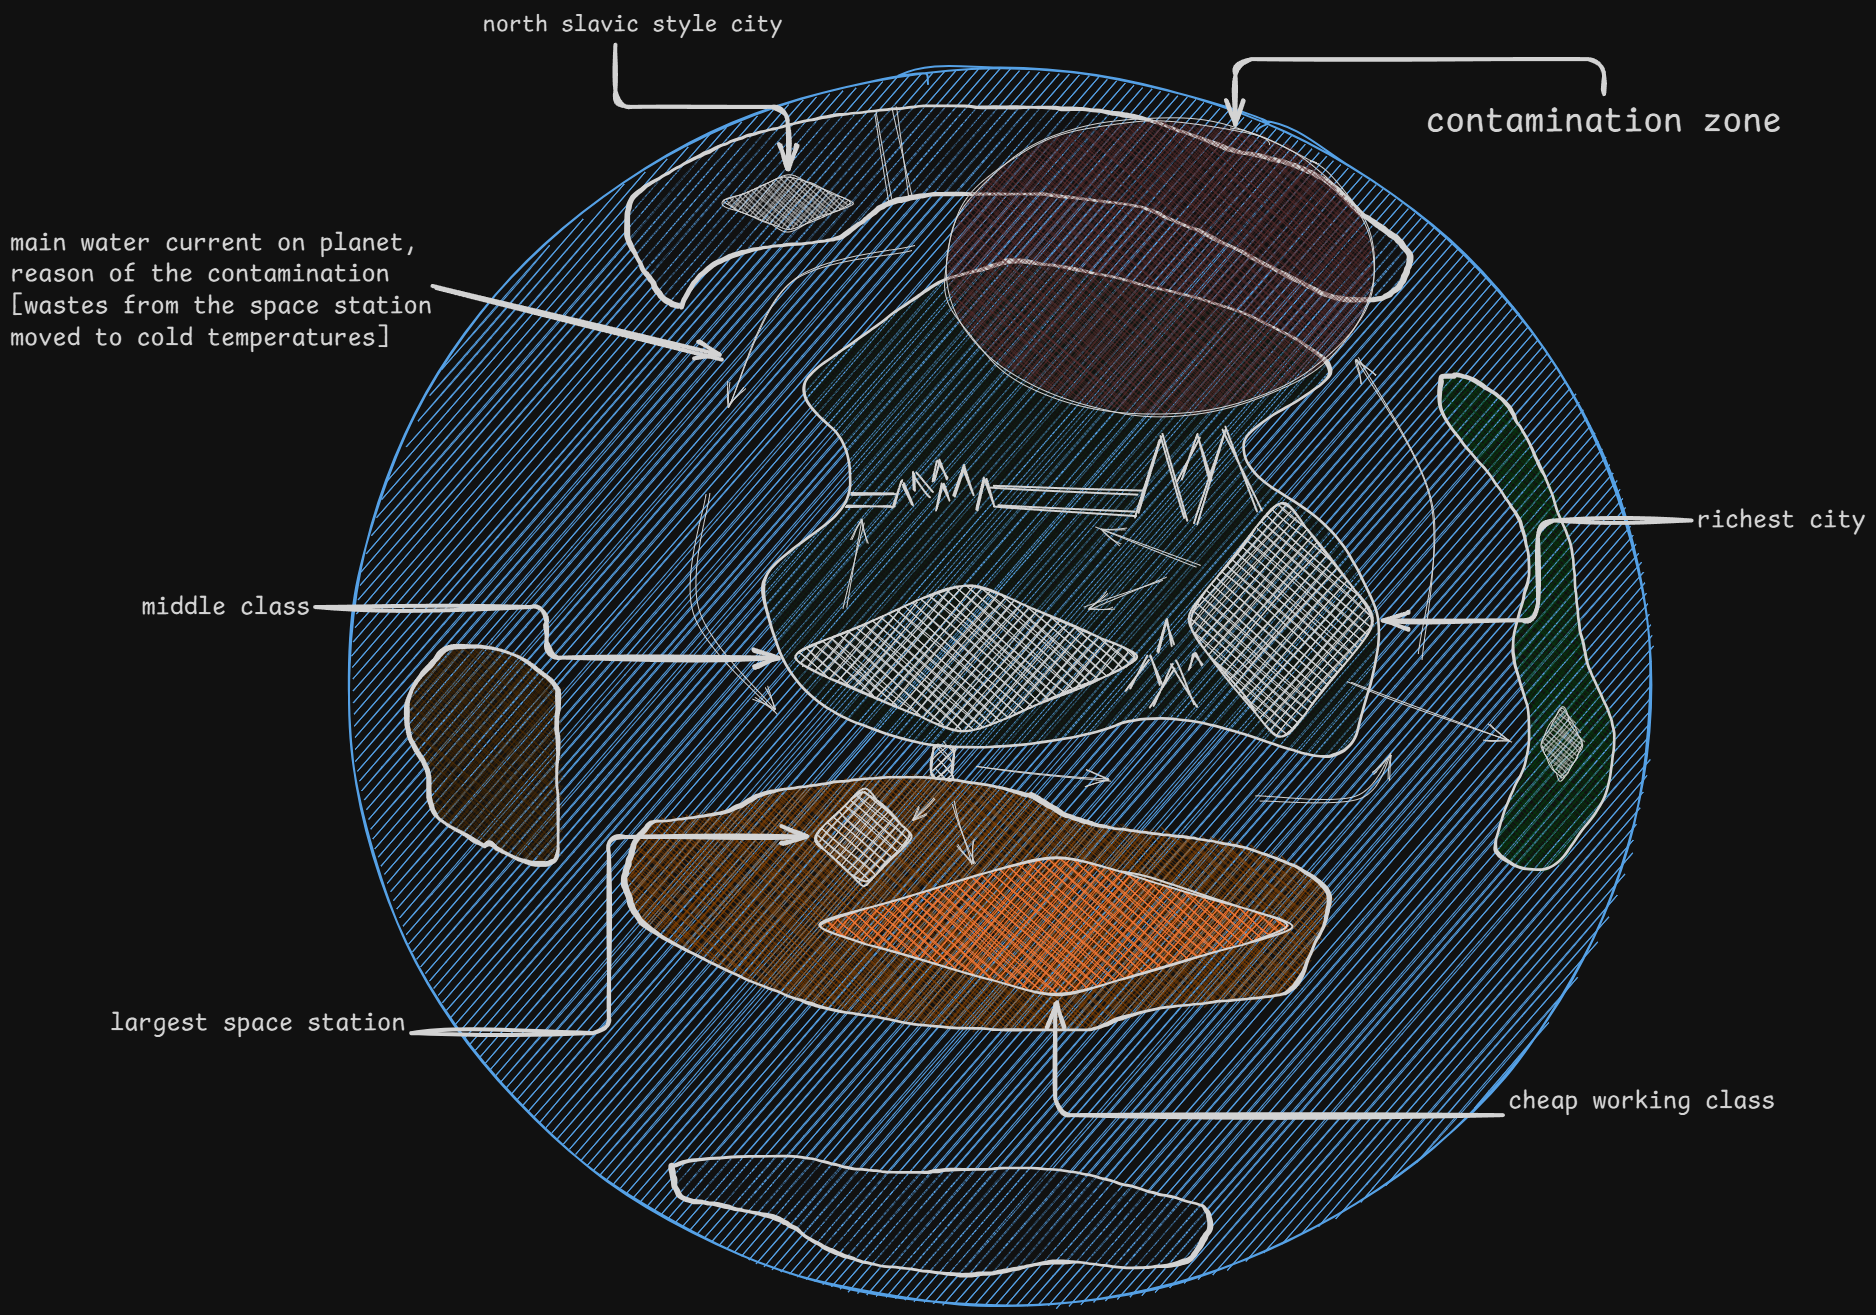 north slavic style city
contamination zone
main water current on planet,
reason of the contamination
[wastes from the space station
moved to cold temperatures]
richest city
middle class
largest space station
cheap working class